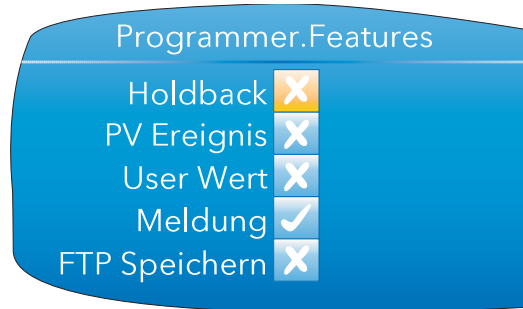 Programmer.Features
Holdback
PV Ereignis
User Wert
Meldung
FTP Speichern